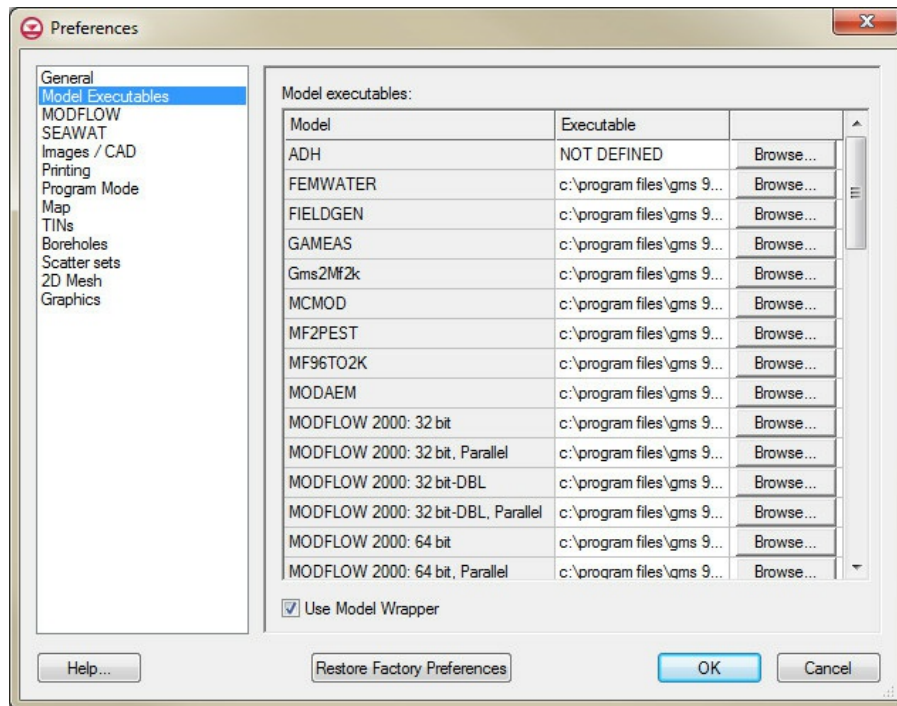 Preferences
General
Model Executables
MODFLOW
SEAWAT
Images / CAD
Printing
Program Mode
Map
TINs
Boreholes
Scatter sets
2D Mesh
Graphics
Model executables:
Model Executable
ADH NOT DEFINED Browse...
FEMWATER c:\program files\gms 9... Browse...
FIELDGEN c:\program files\gms 9... Browse...
GAMEAS c:\program files\gms 9... Browse...
Gms2Mf2k c:\program files\gms 9... Browse...
MCMOD c:\program files\gms 9... Browse...
MF2PEST c:\program files\gms 9... Browse...
MF96TO2K c:\program files\gms 9... Browse...
MODAEM c:\program files\gms 9... Browse...
MODFLOW 2000: 32 bit c:\program files\gms 9... Browse...
MODFLOW 2000: 32 bit, Parallel c:\program files\gms 9... Browse...
MODFLOW 2000: 32 bit-DBL c:\program files\gms 9... Browse...
MODFLOW 2000: 32 bit-DBL, Parallel c:\program files\gms 9... Browse...
MODFLOW 2000: 64 bit c:\program files\gms 9... Browse...
MODFLOW 2000: 64 bit, Parallel c:\program files\gms 9... Browse...
Use Model Wrapper
Help... Restore Factory Preferences OK Cancel